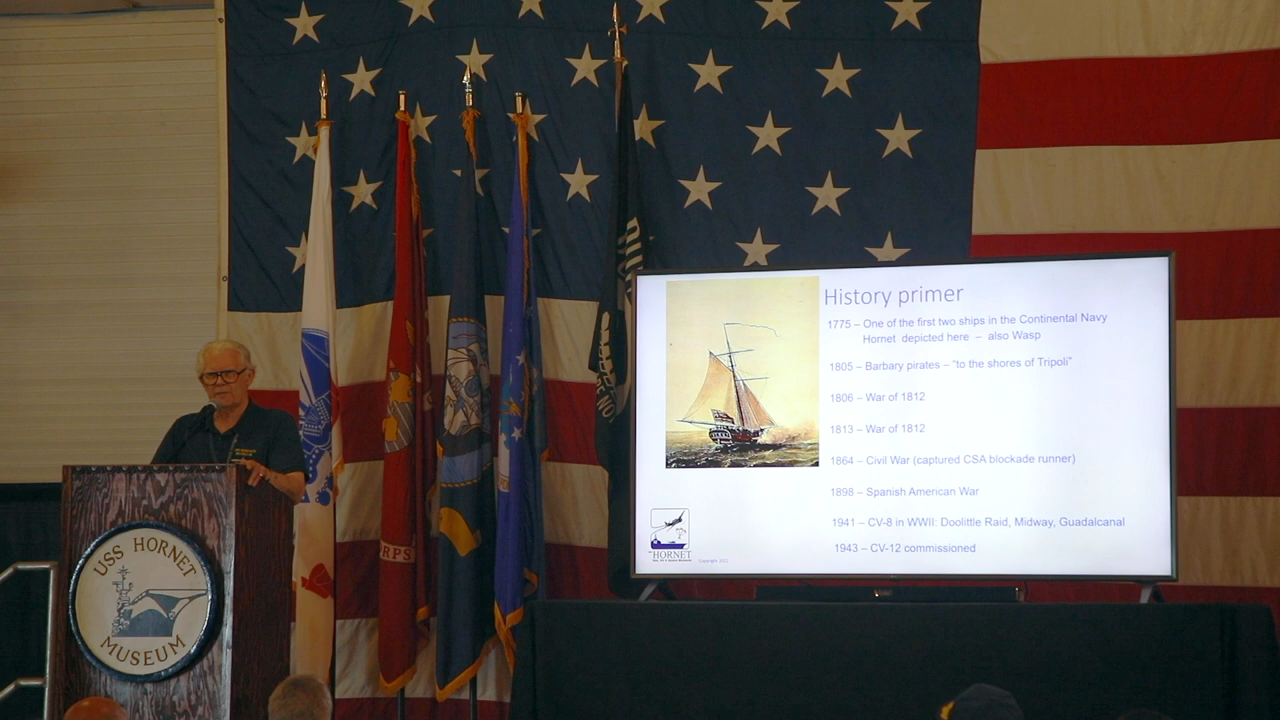 History primer
1775 – One of the first two ships in the Continental Navy
Hornet depicted here – also Wasp
1805 – Barbary pirates – “to the shores of Tripoli”
1806 – War of 1812
1813 – War of 1812
1864 – Civil War (captured CSA blockade runner)
1898 – Spanish American War
1941 – CV-8 in WWII: Doolittle Raid, Midway, Guadalcanal
1943 – CV-12 commissioned
HORNET
USS HORNET
MUSEUM
RPS